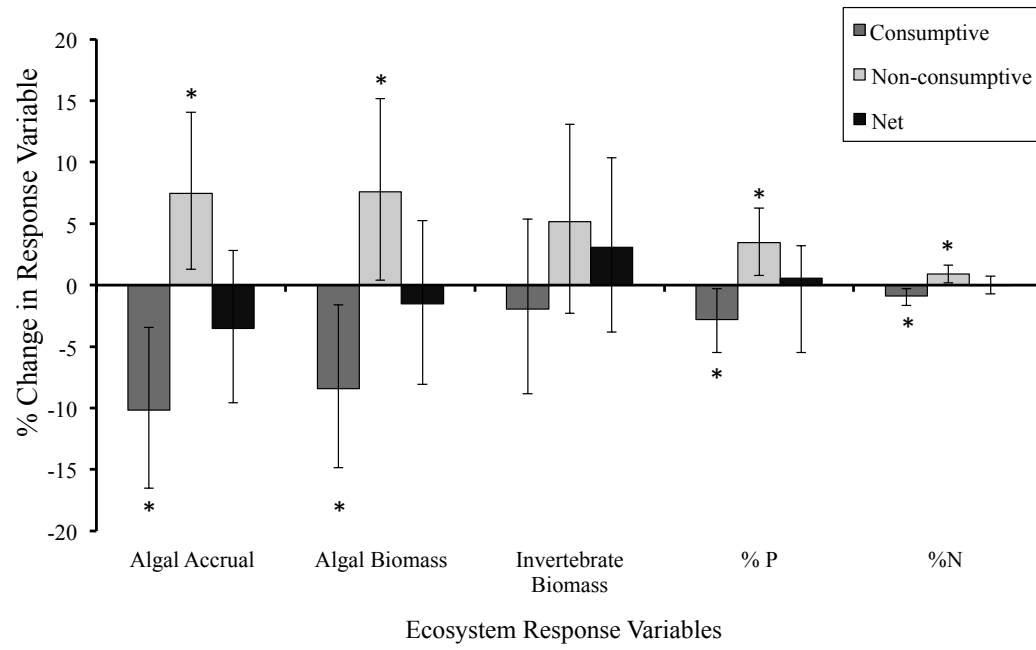 % Change in Response Variable
20
15
10
5
0
-5
-10
-15
-20
Consumptive
Non-consumptive
Net
*
*
*
*
*
*
*
*
Algal Accrual
Algal Biomass
Invertebrate
Biomass
% P
%N
Ecosystem Response Variables